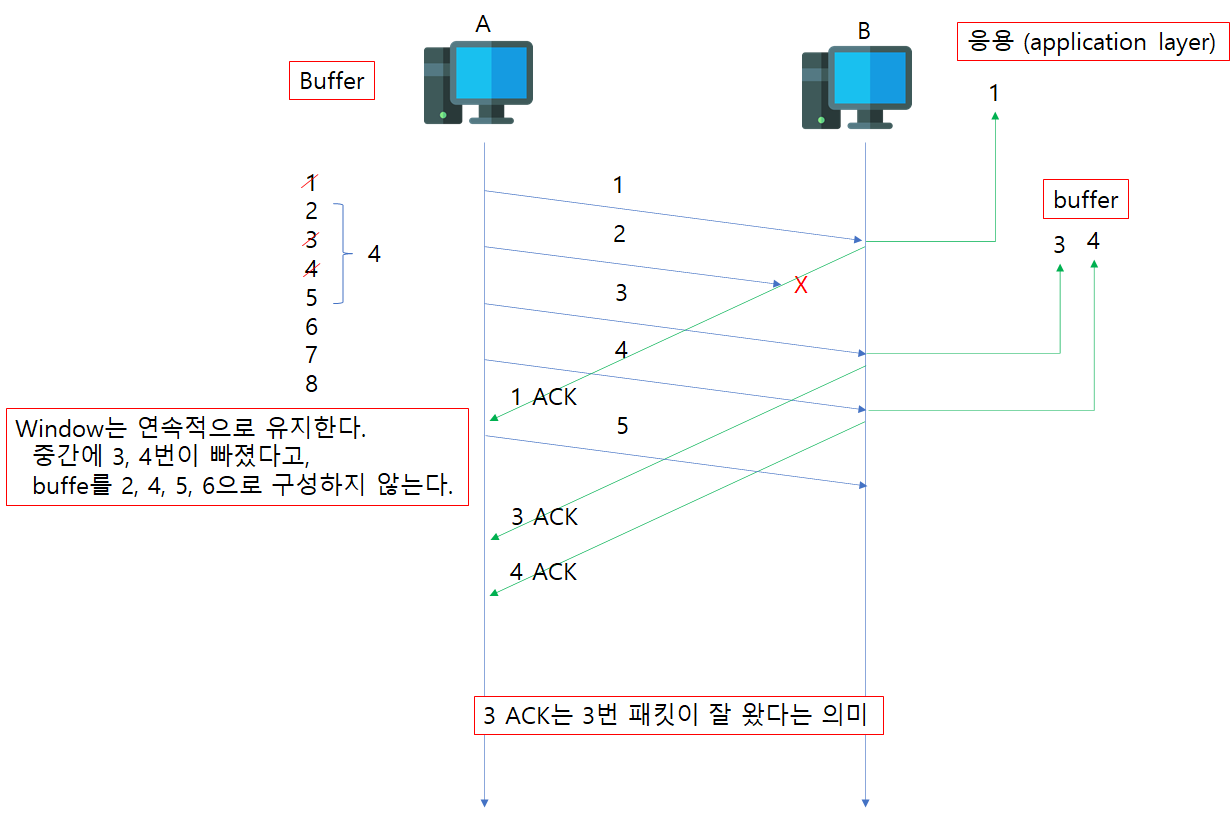 A
B
응용 (application layer)
Buffer
1
buffer
3 4
1
2
3
4
5
6
7
8
4
1
2
X
3
4
1 ACK
5
Window는 연속적으로 유지한다.
중간에 3, 4번이 빠졌다고,
buffe를 2, 4, 5, 6으로 구성하지 않는다.
3 ACK
4 ACK
3 ACK는 3번 패킷이 잘 왔다는 의미